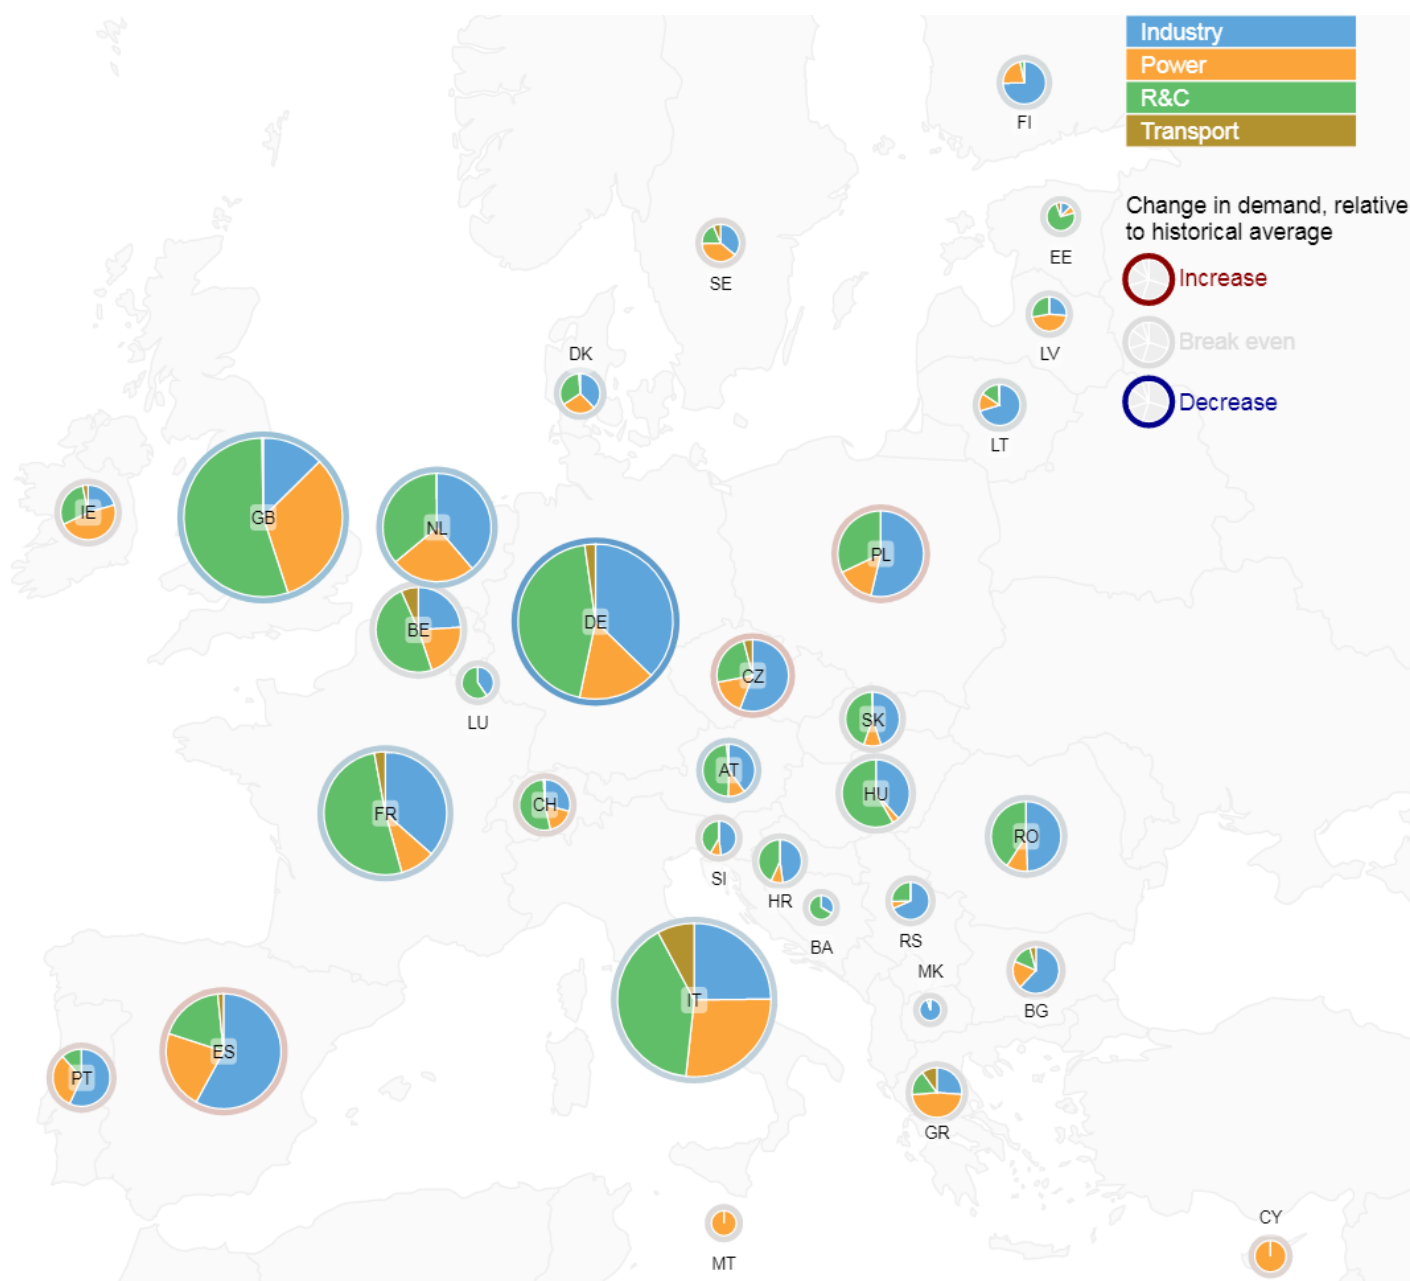 Industry
Power
R&C
Transport
FI
Change in demand, relative
to historical average
EE
Increase
SE
Break even
LV
DK
Decrease
LT
IE
GB
NL
PL
DE
BE
CZ
LU
SK
AT
HU
CH
FR
RO
SI
HR
RS
BA
MK
IT
BG
ES
PT
GR
CY
MT